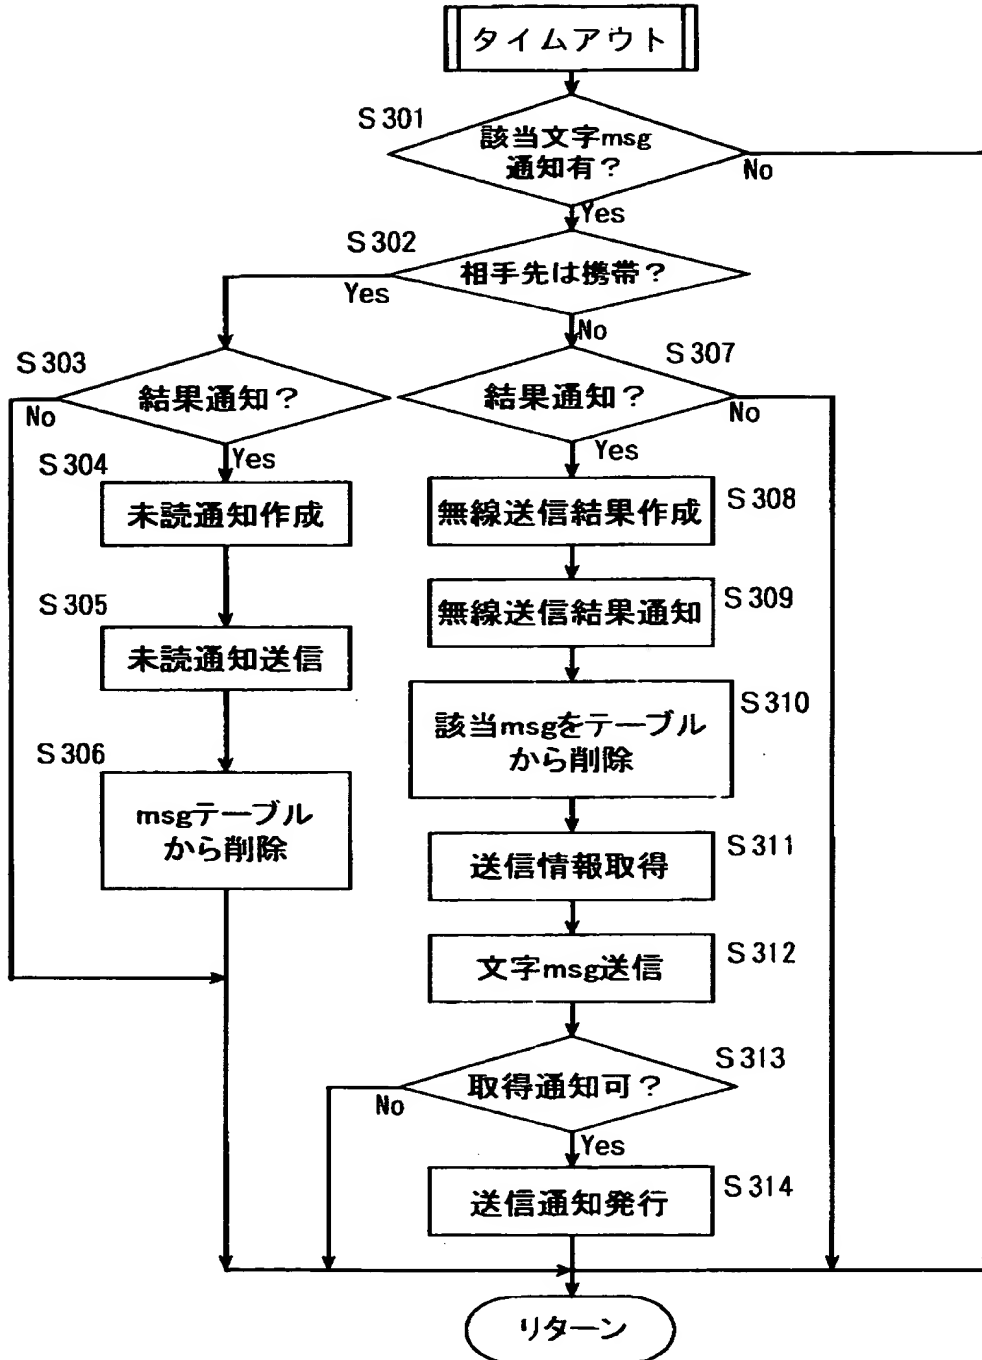 タイムアウト
S301
該当文字msg
通知有？
No
Yes
S302
相手先は携帯？
Yes
No
S303
結果通知？
No
Yes
S307
結果通知？
No
Yes
S304
未読通知作成
S308
無線送信結果作成
S305
未読通知送信
S309
無線送信結果通知
S310
該当msgをテーブル
から削除
S306
msgテーブル
から削除
S311
送信情報取得
S312
文字msg送信
S313
取得通知可？
No
Yes
S314
送信通知発行
リターン